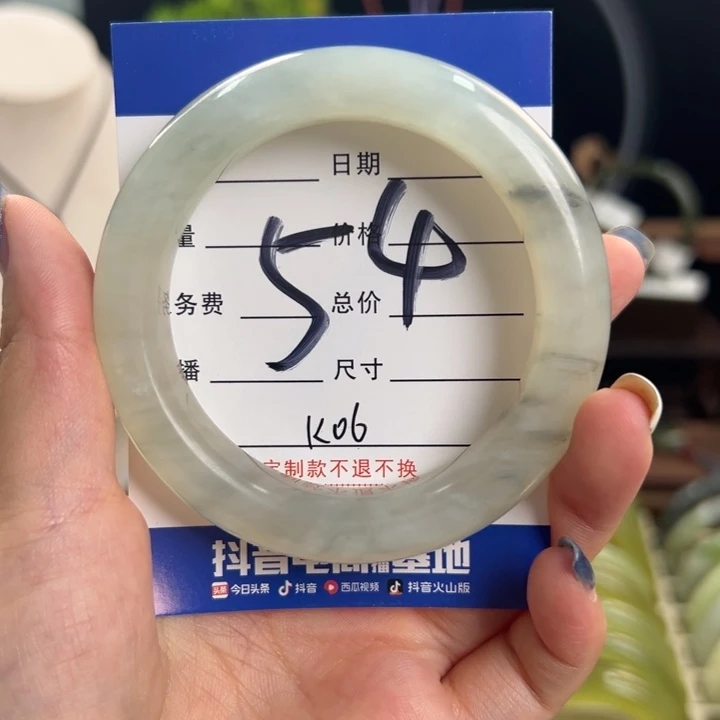 日期
量 价格
务费 总价
播 尺寸
54
K06
定制款不退不换
抖音电商直播基地
今日头条 抖音 西瓜视频 抖音火山版